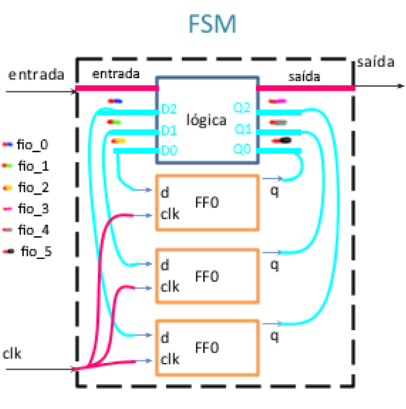 FSM
entrada
entrada
saída
saída
D2
D1
D0
lógica
Q2
Q1
Q0
fio_0
fio_1
fio_2
fio_3
fio_4
fio_5
d
clk
FF0
q
d
clk
FF0
q
d
clk
FF0
q
clk